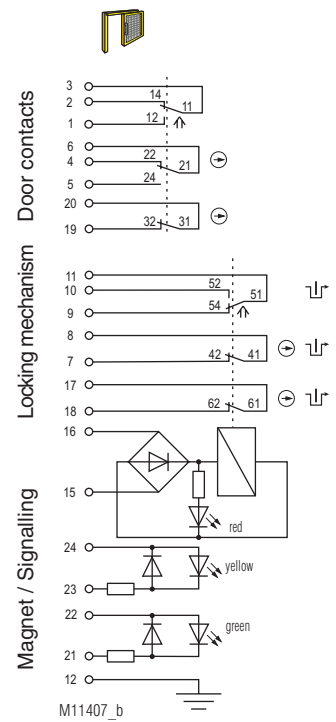 Door contacts
3
2 14 11
1 12
6
4 22 21
5 24
20
19 32 31
Locking mechanism
11
10 52 51
9 54
8
7 42 41
17
18 62 61
Magnet / Signalling
16
15
red
24
yellow
23
22
green
21
12
M11407_b